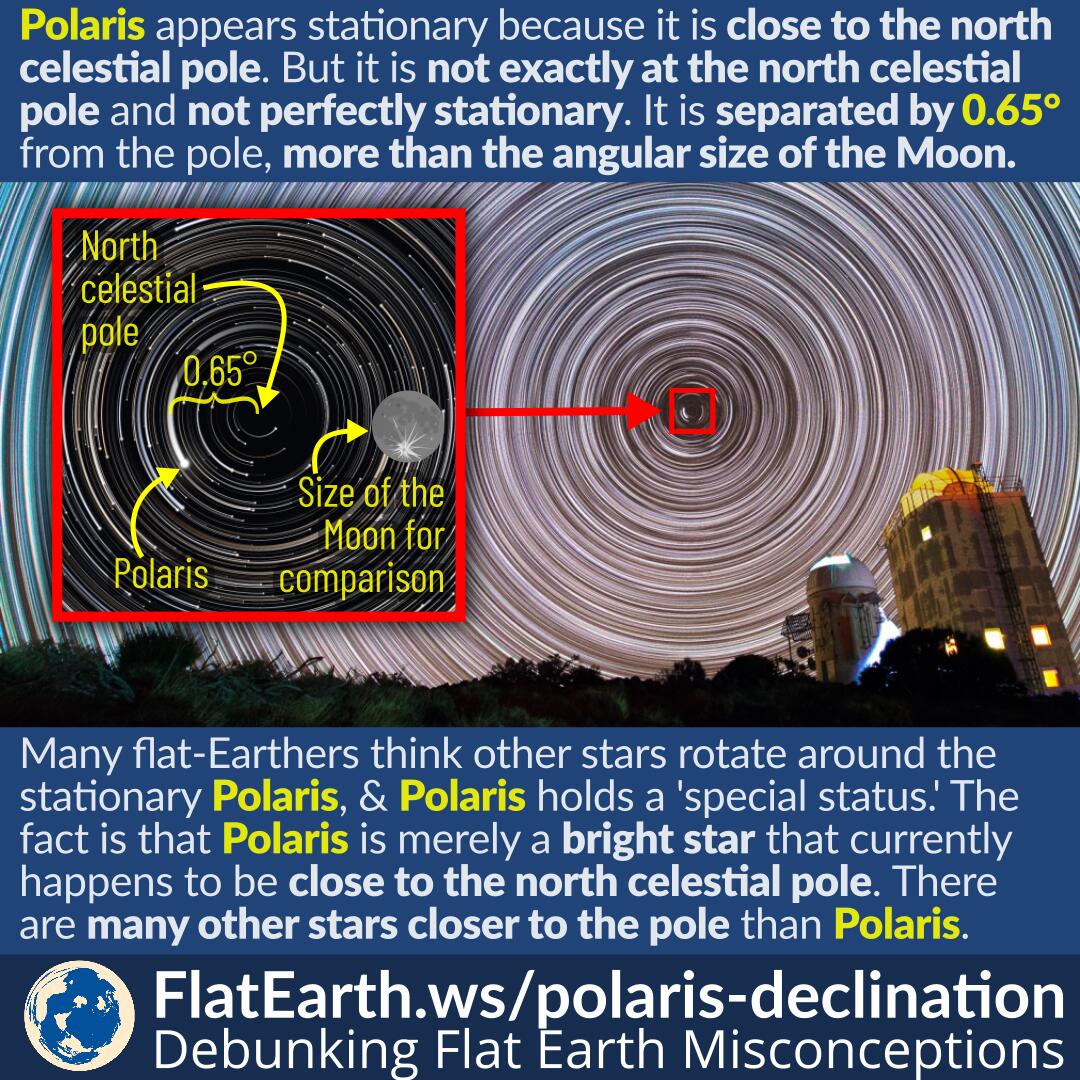 Polaris appears stationary because it is close to the north
celestial pole. But it is not exactly at the north celestial
pole and not perfectly stationary. It is separated by 0.65°
from the pole, more than the angular size of the Moon.
North
celestial
pole
0.65°
Size of the
Moon for
comparison
Polaris
Many flat-Earthers think other stars rotate around the
stationary Polaris, & Polaris holds a 'special status.' The
fact is that Polaris is merely a bright star that currently
happens to be close to the north celestial pole. There
are many other stars closer to the pole than Polaris.
FlatEarth.ws/polaris-declination
Debunking Flat Earth Misconceptions